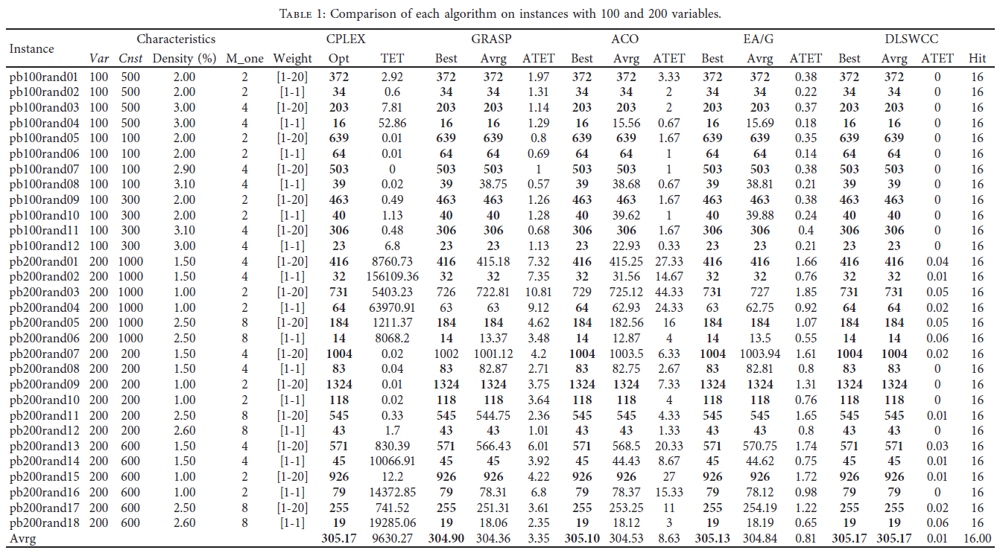 TABLE 1: Comparison of each algorithm on instances with 100 and 200 variables.
Instance Characteristics CPLEX GRASP ACO EA/G DLSWCC
Var Cnst Density (%) M_one Weight Opt TET Best Avrg ATET Best Avrg ATET Best Avrg ATET Best Avrg ATET Hit
pb100rand01 100 500 2.00 2 [1-20] 372 2.92 372 372 1.97 372 372 3.33 372 372 0.38 372 372 0 16
pb100rand02 100 500 2.00 2 [1-1] 34 0.6 34 34 1.31 34 34 2 34 34 0.22 34 34 0 16
pb100rand03 100 500 3.00 4 [1-20] 203 7.81 203 203 1.14 203 203 2 203 203 0.37 203 203 0 16
pb100rand04 100 500 3.00 4 [1-1] 16 52.86 16 16 1.29 16 15.56 0.67 16 15.69 0.18 16 16 0 16
pb100rand05 100 100 2.00 2 [1-20] 639 0.01 639 639 0.8 639 639 1.67 639 639 0.35 639 639 0 16
pb100rand06 100 100 2.00 2 [1-1] 64 0.01 64 64 0.69 64 64 1 64 64 0.14 64 64 0 16
pb100rand07 100 100 2.90 4 [1-20] 503 0 503 503 1 503 503 1 503 503 0.38 503 503 0 16
pb100rand08 100 100 3.10 4 [1-1] 39 0.02 39 38.75 0.57 39 38.68 0.67 39 38.81 0.21 39 39 0 16
pb100rand09 100 300 2.00 2 [1-20] 463 0.49 463 463 1.26 463 463 1.67 463 463 0.38 463 463 0 16
pb100rand10 100 300 2.00 2 [1-1] 40 1.13 40 40 1.28 40 39.62 1 40 39.88 0.24 40 40 0 16
pb100rand11 100 300 3.10 4 [1-20] 306 0.48 306 306 0.68 306 306 1.67 306 306 0.4 306 306 0 16
pb100rand12 100 300 3.00 4 [1-1] 23 6.8 23 23 1.13 23 22.93 0.33 23 23 0.21 23 23 0 16
pb200rand01 200 1000 1.50 4 [1-20] 416 8760.73 416 415.18 7.32 416 415.25 27.33 416 416 1.66 416 416 0.04 16
pb200rand02 200 1000 1.50 4 [1-1] 32 156109.36 32 32 7.35 32 31.56 14.67 32 32 0.76 32 32 0.01 16
pb200rand03 200 1000 1.00 2 [1-20] 731 5403.23 726 722.81 10.81 729 725.12 44.33 731 727 1.85 731 731 0.05 16
pb200rand04 200 1000 1.00 2 [1-1] 64 63970.91 63 63 9.12 64 62.93 24.33 63 62.75 0.92 64 64 0.02 16
pb200rand05 200 1000 2.50 8 [1-20] 184 1211.37 184 184 4.62 184 182.56 16 184 184 1.07 184 184 0.05 16
pb200rand06 200 1000 2.50 8 [1-1] 14 8068.2 14 13.37 3.48 14 12.87 4 14 13.5 0.55 14 14 0.06 16
pb200rand07 200 200 1.50 4 [1-20] 1004 0.02 1002 1001.12 4.2 1004 1003.5 6.33 1004 1003.94 1.61 1004 1004 0.02 16
pb200rand08 200 200 1.50 4 [1-1] 83 0.04 83 82.87 2.71 83 82.75 2.67 83 82.81 0.8 83 83 0 16
pb200rand09 200 200 1.00 2 [1-20] 1324 0.01 1324 1324 3.75 1324 1324 7.33 1324 1324 1.31 1324 1324 0 16
pb200rand10 200 200 1.00 2 [1-1] 118 0.02 118 118 3.64 118 118 4 118 118 0.76 118 118 0 16
pb200rand11 200 200 2.50 8 [1-20] 545 0.33 545 544.75 2.36 545 545 4.33 545 545 1.65 545 545 0.01 16
pb200rand12 200 200 2.60 8 [1-1] 43 1.7 43 43 1.01 43 43 1.33 43 43 0.8 43 43 0 16
pb200rand13 200 600 1.50 4 [1-20] 571 830.39 571 566.43 6.01 571 568.5 20.33 571 570.75 1.74 571 571 0.03 16
pb200rand14 200 600 1.50 4 [1-1] 45 10066.91 45 45 3.92 45 44.43 8.67 45 44.62 0.75 45 45 0.01 16
pb200rand15 200 600 1.00 2 [1-20] 926 12.2 926 926 4.22 926 926 27 926 926 1.72 926 926 0.01 16
pb200rand16 200 600 1.00 2 [1-1] 79 14372.85 79 78.31 6.8 79 78.37 15.33 79 78.12 0.98 79 79 0 16
pb200rand17 200 600 2.50 8 [1-20] 255 741.52 255 251.31 3.61 255 253.25 11 255 254.19 1.22 255 255 0.02 16
pb200rand18 200 600 2.60 8 [1-1] 19 19285.06 19 18.06 2.35 19 18.12 3 19 18.19 0.65 19 19 0.06 16
Avrg 305.17 9630.27 304.90 304.36 3.35 305.10 304.53 8.63 305.13 304.84 0.81 305.17 305.17 0.01 16.00